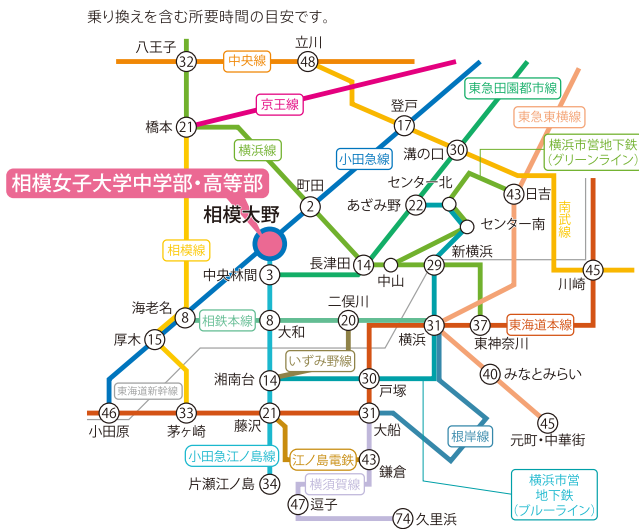 乗り換えを含む所要時間の目安です。
八王子
32
中央線
立川
48
京王線
登戸
17
東急田園都市線
東急東横線
橋本
21
横浜線
小田急線
溝の口
30
横浜市営地下鉄
（グリーンライン）
相模女子大学中学部・高等部
町田
2
センター北
あざみ野
22
43
日吉
相模大野
センター南
南武線
相模線
中央林間
3
長津田
14
中山
新横浜
29
45
川崎
海老名
8
相鉄本線
8
大和
二俣川
20
31
横浜
37
東海道本線
東神奈川
厚木
15
いずみ野線
東海道新幹線
湘南台
14
30
戸塚
40
みなとみらい
46
小田原
33
茅ヶ崎
21
藤沢
31
大船
根岸線
45
元町・中華街
小田急江ノ島線
江ノ島電鉄
43
鎌倉
片瀬江ノ島
34
横須賀線
47
逗子
74
久里浜
横浜市営
地下鉄
（ブルーライン）